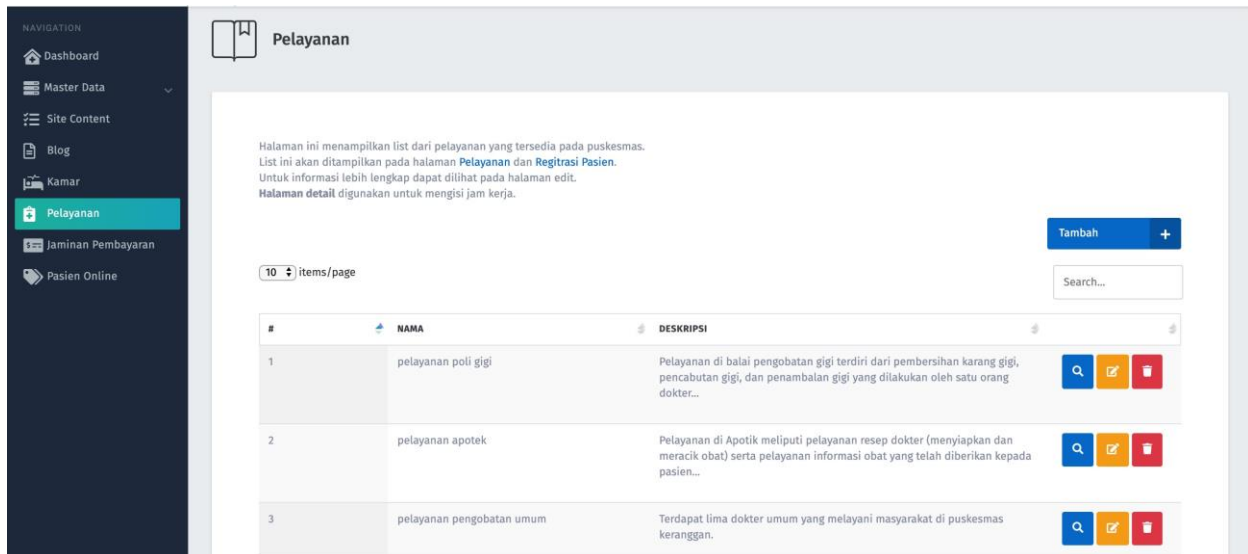 NAVIGATION
Dashboard
Master Data
Site Content
Blog
Kamar
Pelayanan
Jaminan Pembayaran
Pasien Online
Pelayanan
Halaman ini menampilkan list dari pelayanan yang tersedia pada puskesmas.
List ini akan ditampilkan pada halaman Pelayanan dan Regitrasi Pasien.
Untuk informasi lebih lengkap dapat dilihat pada halaman edit.
Halaman detail digunakan untuk mengisi jam kerja.
Tambah +
10 items/page
Search...
# NAMA DESKRIPSI
1 pelayanan poli gigi Pelayanan di balai pengobatan gigi terdiri dari pembersihan karang gigi,
pencabutan gigi, dan penambalan gigi yang dilakukan oleh satu orang
dokter...
2 pelayanan apotek Pelayanan di Apotik meliputi pelayanan resep dokter (menyiapkan dan
meracik obat) serta pelayanan informasi obat yang telah diberikan kepada
pasien...
3 pelayanan pengobatan umum Terdapat lima dokter umum yang melayani masyarakat di puskesmas
keranggan.